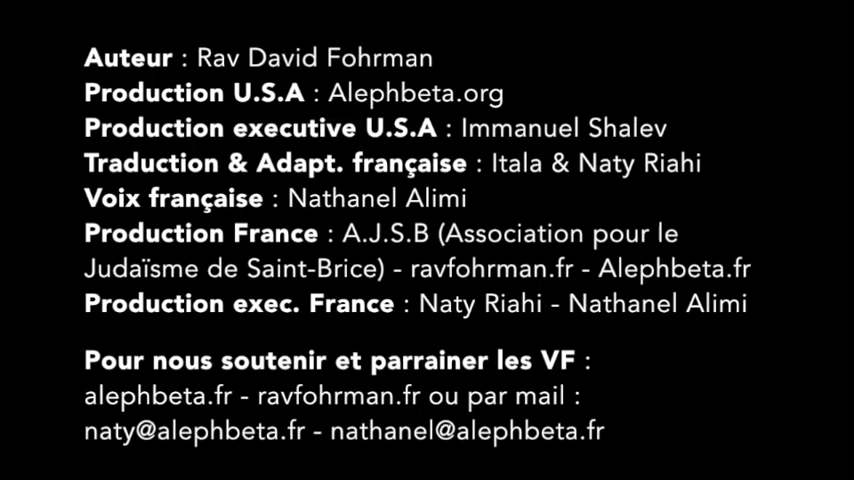 Auteur : Rav David Fohrman
Production U.S.A : Alephbeta.org
Production executive U.S.A : Immanuel Shalev
Traduction & Adapt. française : Itala & Naty Riahi
Voix française : Nathanel Alimi
Production France : A.J.S.B (Association pour le
Judaïsme de Saint-Brice) - ravfohrman.fr - Alephbeta.fr
Production exec. France : Naty Riahi - Nathanel Alimi
Pour nous soutenir et parrainer les VF :
alephbeta.fr - ravfohrman.fr ou par mail :
naty@alephbeta.fr - nathanel@alephbeta.fr